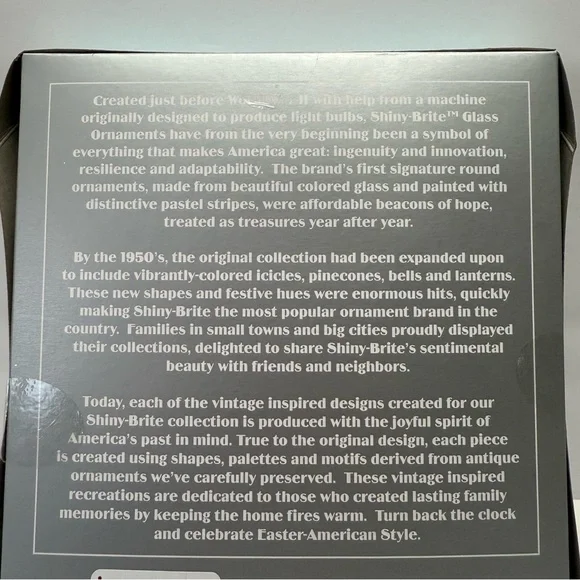 Created just before II with help from a machine
originally designed to produce light bulbs, Shiny-Brite™ Glass
Ornaments have from the very beginning been a symbol of
everything that makes America great: ingenuity and innovation,
resilience and adaptability. The brand's first signature round
ornaments, made from beautiful colored glass and painted with
distinctive pastel stripes, were affordable beacons of hope,
treated as treasures year after year.
By the 1950's, the original collection had been expanded upon
to include vibrantly-colored icicles, pinecones, bells and lanterns.
These new shapes and festive hues were enormous hits, quickly
making Shiny-Brite the most popular ornament brand in the
country. Families in small towns and big cities proudly displayed
their collections, delighted to share Shiny-Brite's sentimental
beauty with friends and neighbors.
Today, each of the vintage inspired designs created for our
Shiny-Brite collection is produced with the joyful spirit of
America's past in mind. True to the original design, each piece
is created using shapes, palettes and motifs derived from antique
ornaments we've carefully preserved. These vintage inspired
recreations are dedicated to those who created lasting family
memories by keeping the home fires warm. Turn back the clock
and celebrate Easter-American Style.